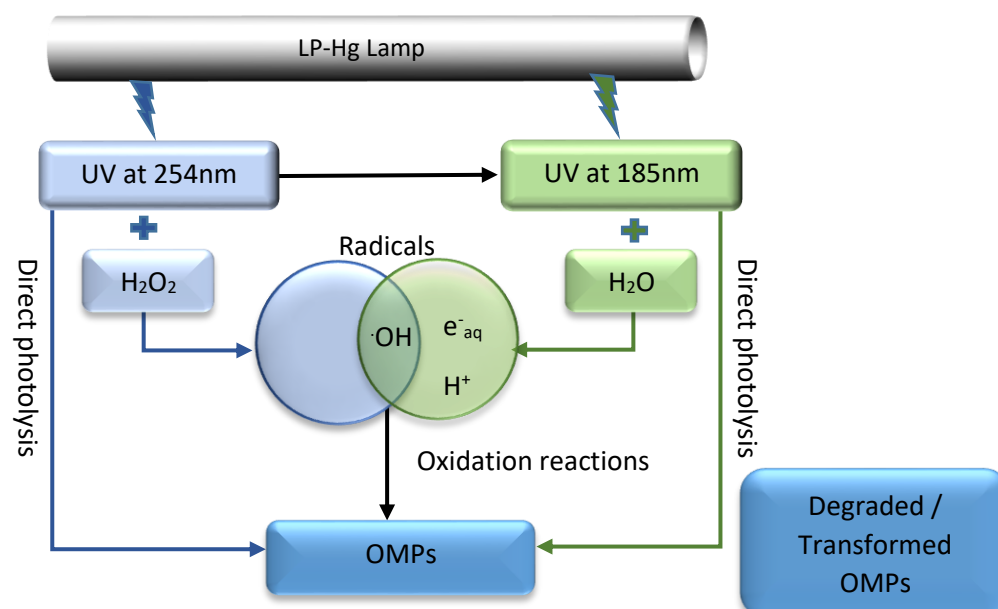 LP-Hg Lamp
UV at 254nm
UV at 185nm
Radicals
H₂O₂
H₂O
Direct photolysis
Direct photolysis
·OH
e⁻aq
H⁺
Oxidation reactions
OMPs
Degraded /
Transformed
OMPs